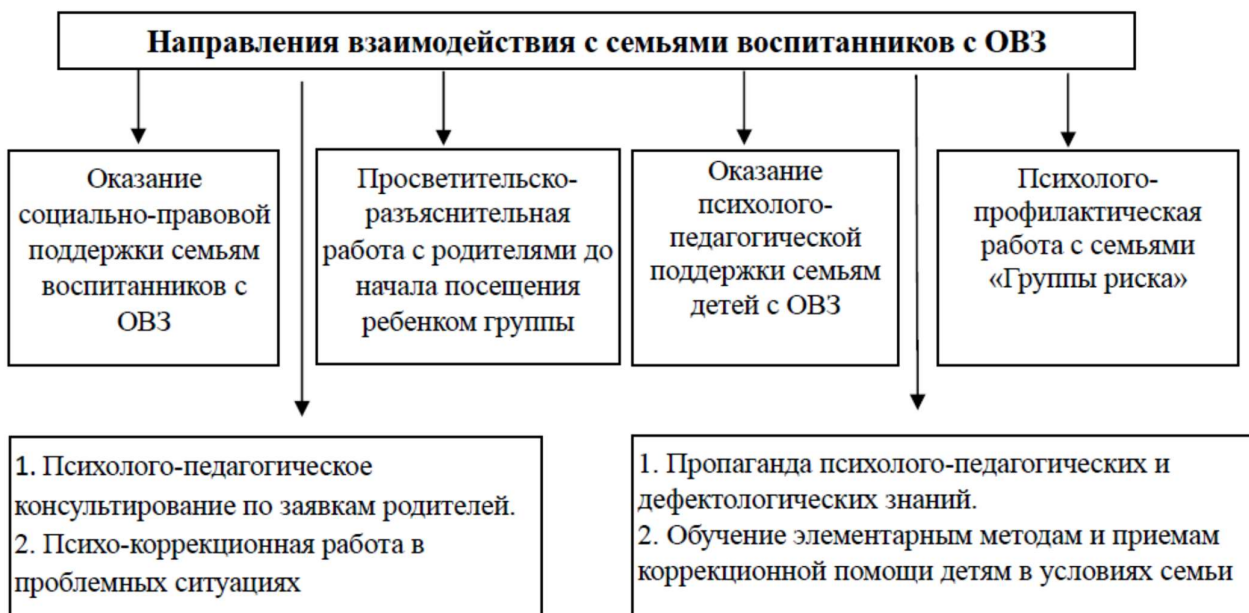 Направления взаимодействия с семьями воспитанников с ОВЗ
Оказание
социально-правовой
поддержки семьям
воспитанников с
ОВЗ
Просветительско-
разъяснительная
работа с родителями до
начала посещения
ребенком группы
Оказание
психолого-
педагогической
поддержки семьям
детей с ОВЗ
Психолого-
профилактическая
работа с семьями
«Группы риска»
1. Психолого-педагогическое
консультирование по заявкам родителей.
2. Психо-коррекционная работа в
проблемных ситуациях
1. Пропаганда психолого-педагогических и
дефектологических знаний.
2. Обучение элементарным методам и приемам
коррекционной помощи детям в условиях семьи